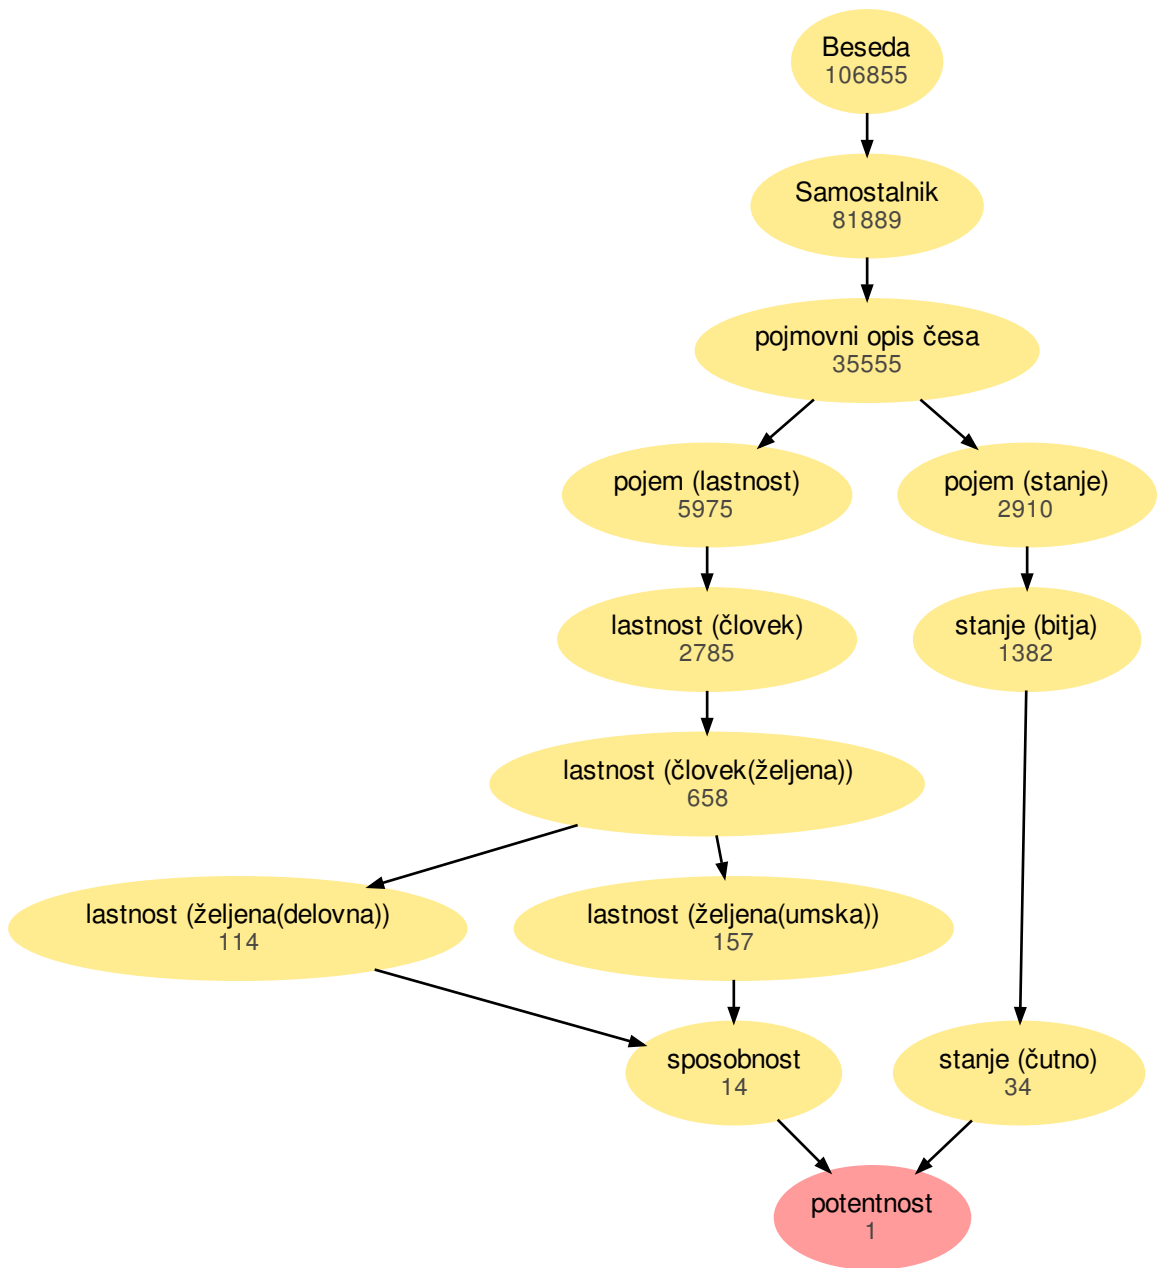 Beseda
106855
Samostalnik
81889
pojmovni opis česa
35555
pojem (lastnost)
5975
pojem (stanje)
2910
lastnost (človek)
2785
stanje (bitja)
1382
lastnost (človek(željena))
658
lastnost (željena(delovna))
114
lastnost (željena(umska))
157
sposobnost
14
stanje (čutno)
34
potentnost
1